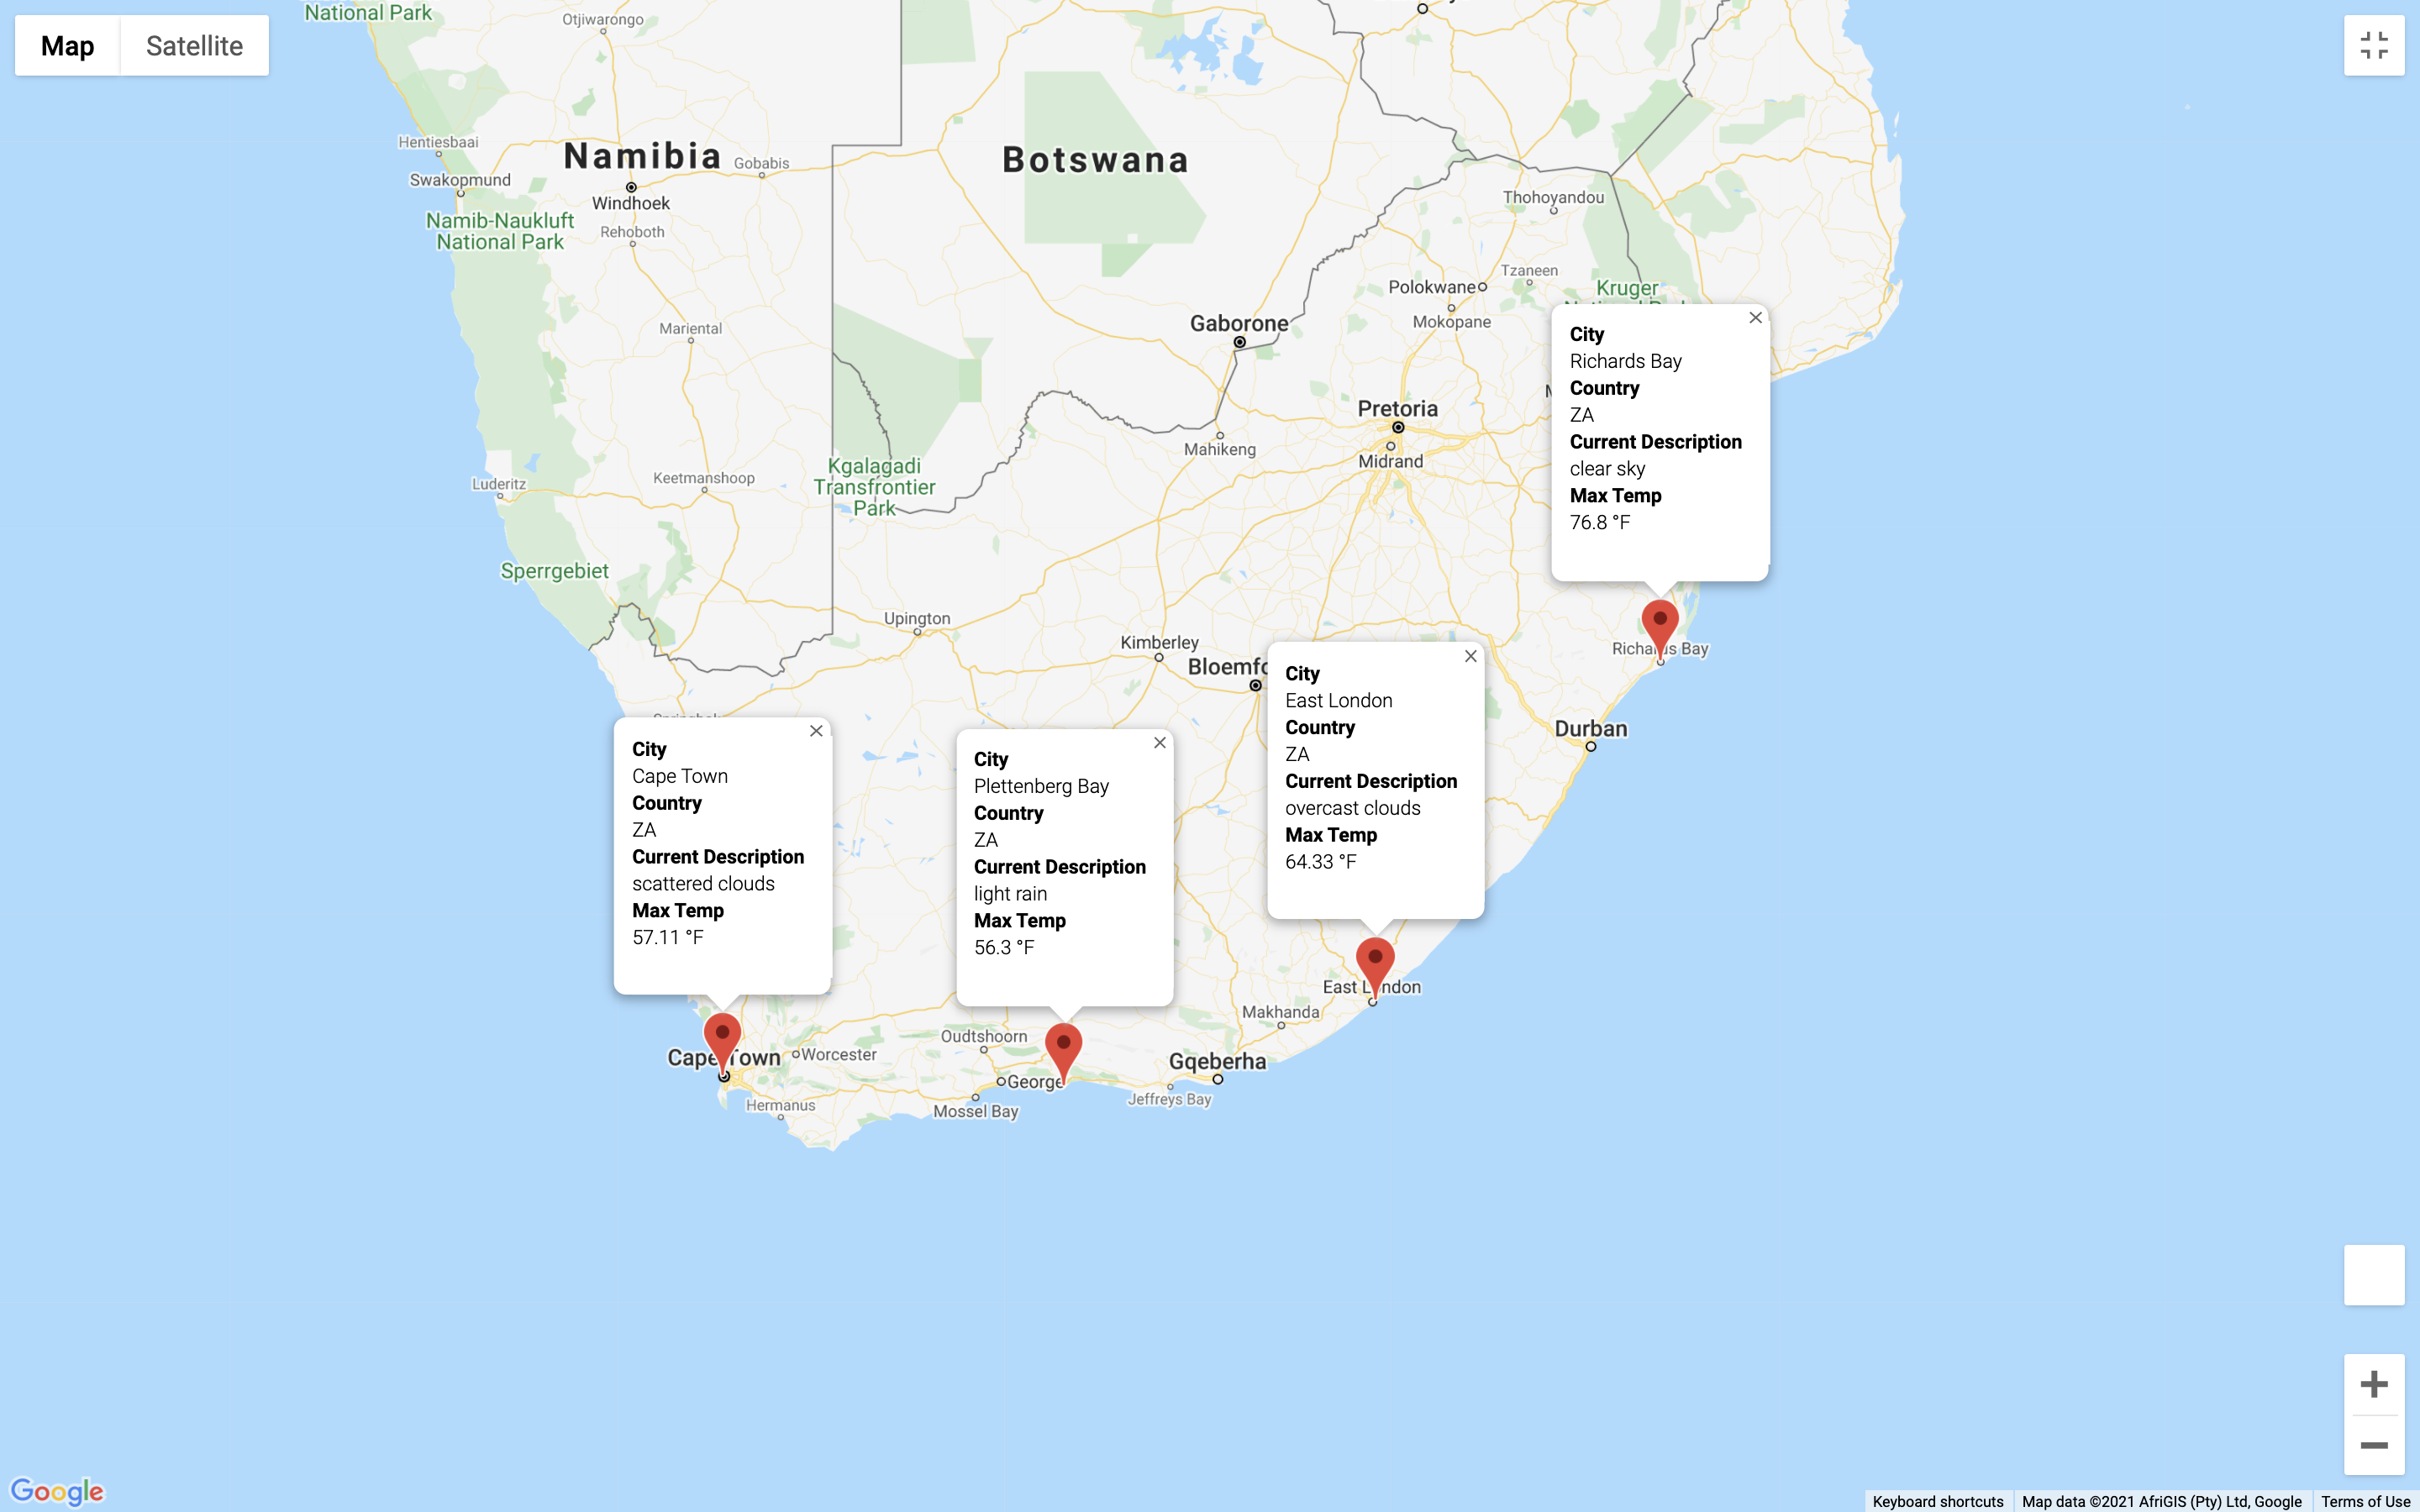 National Park
Otjiwarongo
Map
Satellite
Hentiesbaai
Namibia
Gobabis
Botswana
Swakopmund
Windhoek
Thohoyandou
Namib-Naukluft
National Park
Rehoboth
Tzaneen
Polokwane
Kruger
Mokopane
Gaborone
Mariental
City
Richards Bay
Country
ZA
Current Description
clear sky
Max Temp
76.8 °F
Pretoria
Midrand
Mahikeng
Kgalagadi
Transfrontier
Park
Keetmanshoop
Luderitz
Sperrgebiet
Upington
Kimberley
Richards Bay
Bloemfo
Durban
City
East London
Country
ZA
Current Description
overcast clouds
Max Temp
64.33 °F
City
Cape Town
Country
ZA
Current Description
scattered clouds
Max Temp
57.11 °F
City
Plettenberg Bay
Country
ZA
Current Description
light rain
Max Temp
56.3 °F
East London
Makhanda
Oudtshoorn
Cape Town
Worcester
Gqeberha
George
Jeffreys Bay
Hermanus
Mossel Bay
Google
Keyboard shortcuts
Map data ©2021 AfriGIS (Pty) Ltd, Google
Terms of Use